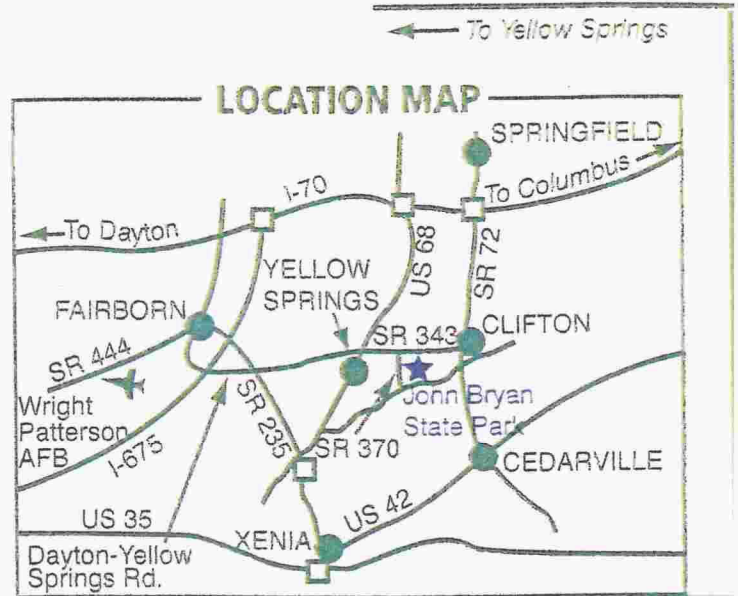 To Yellow Springs
LOCATION MAP
SPRINGFIELD
To Columbus
I-70
To Dayton
US 68
SR 72
YELLOW
SPRINGS
FAIRBORN
SR 343
CLIFTON
SR 444
John Bryan
State Park
Wright
Patterson
AFB
SR 235
SR 370
I-675
CEDARVILLE
US 35
US 42
XENIA
Dayton-Yellow
Springs Rd.